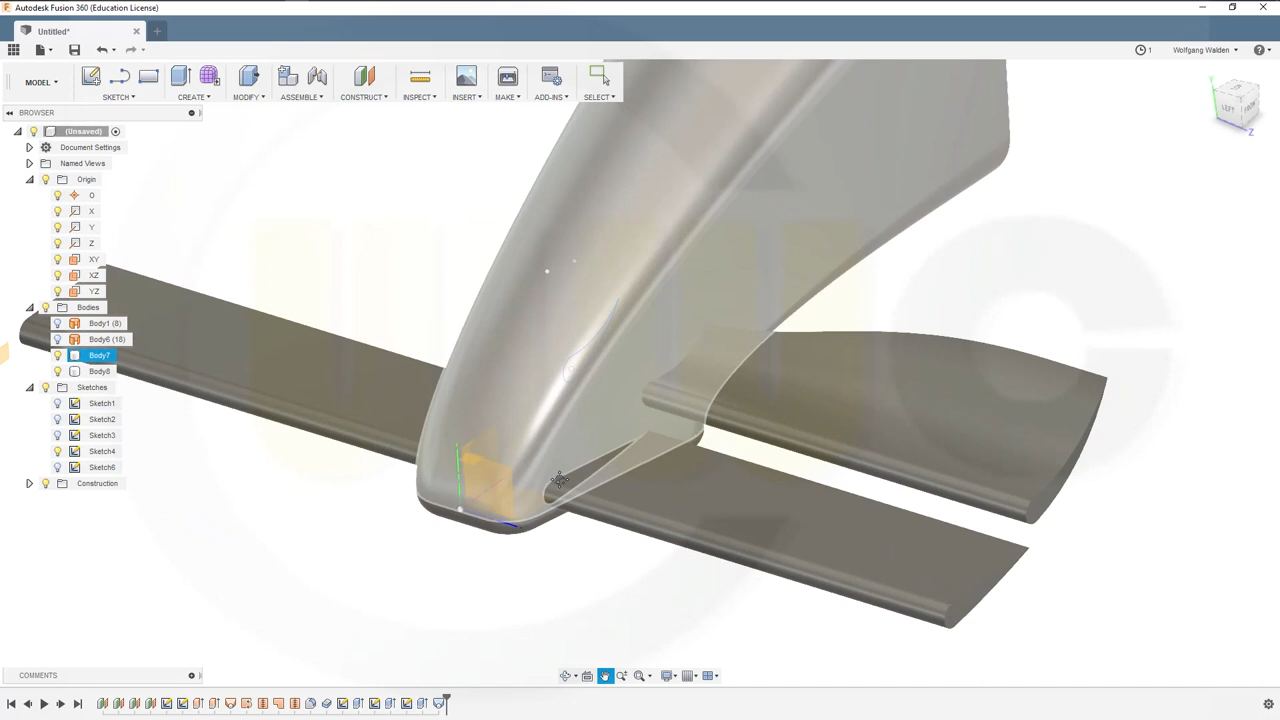 Autodesk Fusion 360 (Education License)
Untitled*
1
Wolfgang Walden
MODEL
SKETCH
CREATE
MODIFY
ASSEMBLE
CONSTRUCT
INSPECT
INSERT
MAKE
ADD-INS
SELECT
BROWSER
(Unsaved)
Document Settings
Named Views
Origin
O
X
Y
Z
XY
XZ
YZ
Bodies
Body1 (8)
Body6 (18)
Body7
Body8
Sketches
Sketch1
Sketch2
Sketch3
Sketch4
Sketch6
Construction
LEFT
FRONT
Y
Z
COMMENTS